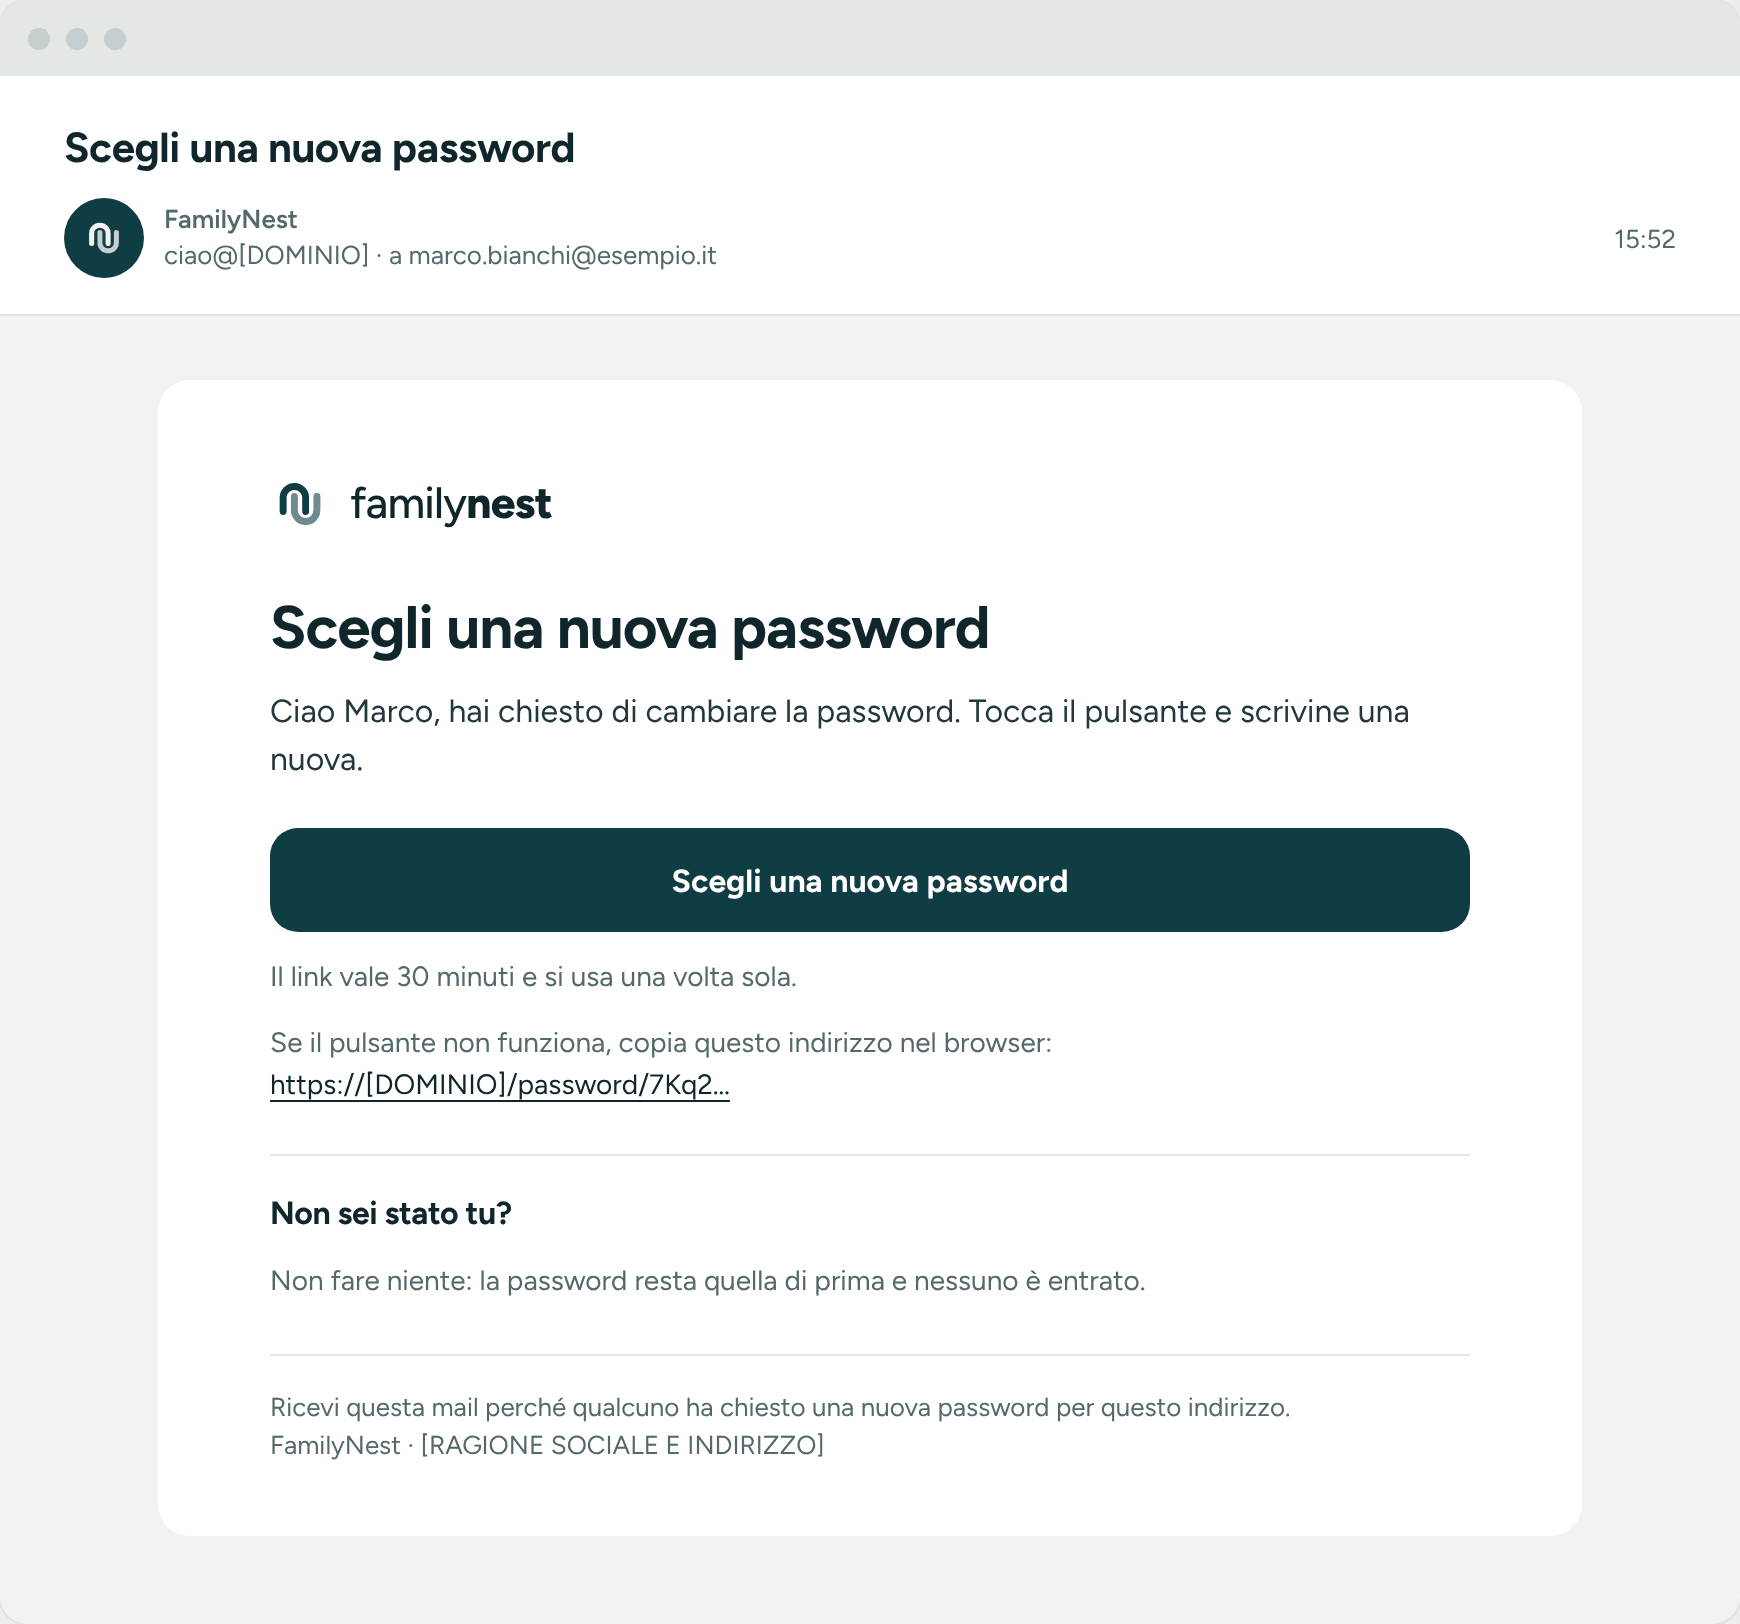 Scegli una nuova password
FamilyNest
ciao@[DOMINIO] · a marco.bianchi@esempio.it
15:52
familynest
Scegli una nuova password
Ciao Marco, hai chiesto di cambiare la password. Tocca il pulsante e scrivine una
nuova.
Scegli una nuova password
Il link vale 30 minuti e si usa una volta sola.
Se il pulsante non funziona, copia questo indirizzo nel browser:
https://[DOMINIO]/password/7Kq2…
Non sei stato tu?
Non fare niente: la password resta quella di prima e nessuno è entrato.
Ricevi questa mail perché qualcuno ha chiesto una nuova password per questo indirizzo.
FamilyNest · [RAGIONE SOCIALE E INDIRIZZO]